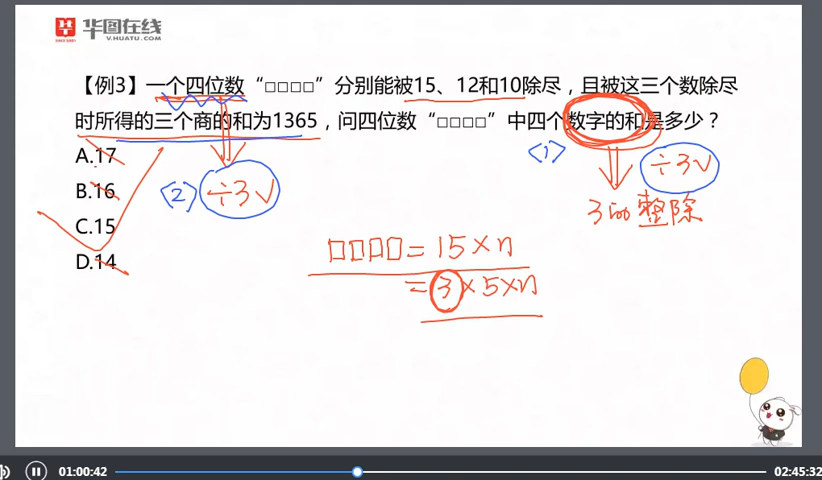 华图在线
V.HUATU.COM
【例3】一个四位数“□□□□”分别能被15、12和10除尽，且被这三个数除尽
时所得的三个商的和为1365，问四位数“□□□□”中四个数字的和是多少？
A.17
B.16
C.15
D.14
<2> ÷3√
<1> ÷3√
3的整除
□□□□=15×n
=3×5×n
01:00:42
02:45:32